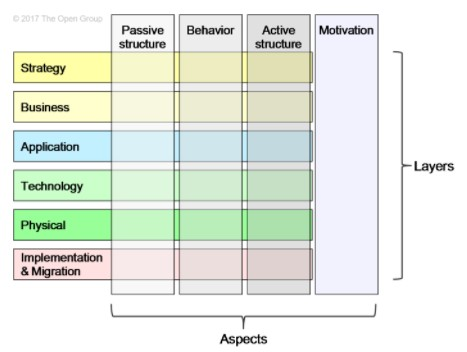 © 2017 The Open Group
Passive
structure
Behavior
Active
structure
Motivation
Strategy
Business
Application
Technology
Physical
Implementation
& Migration
Layers
Aspects